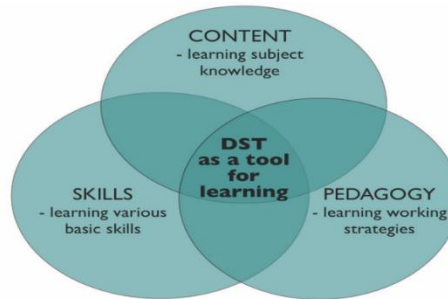 CONTENT
- learning subject
knowledge
DST
as a tool
for
learning
SKILLS
- learning various
basic skills
PEDAGOGY
- learning working
strategies